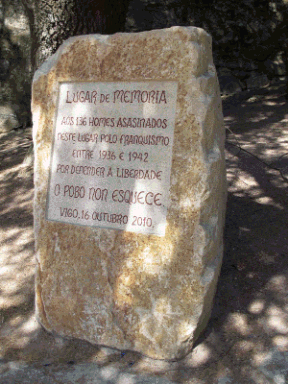 LUGAR DE MEMORIA
AOS 136 HOMES ASASINADOS
NESTE LUGAR POLO FRANQUISMO
ENTRE 1936 E 1942
POR DEFENDER A LIBERDADE
O POBO NON ESQUECE
VIGO, 16 OUTUBRO 2010